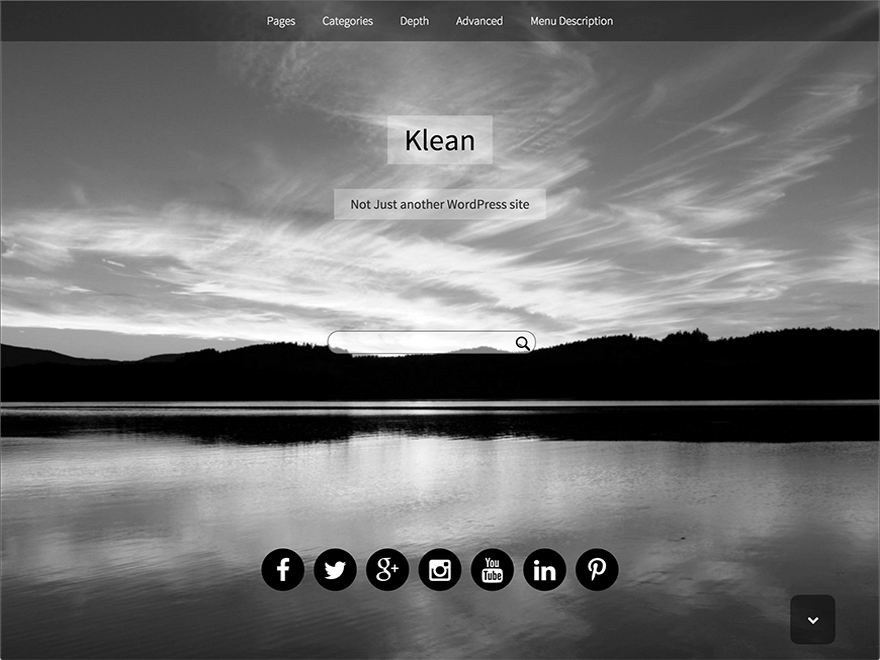 Pages Categories Depth Advanced Menu Description
Klean
Not Just another WordPress site
f g+ You Tube in